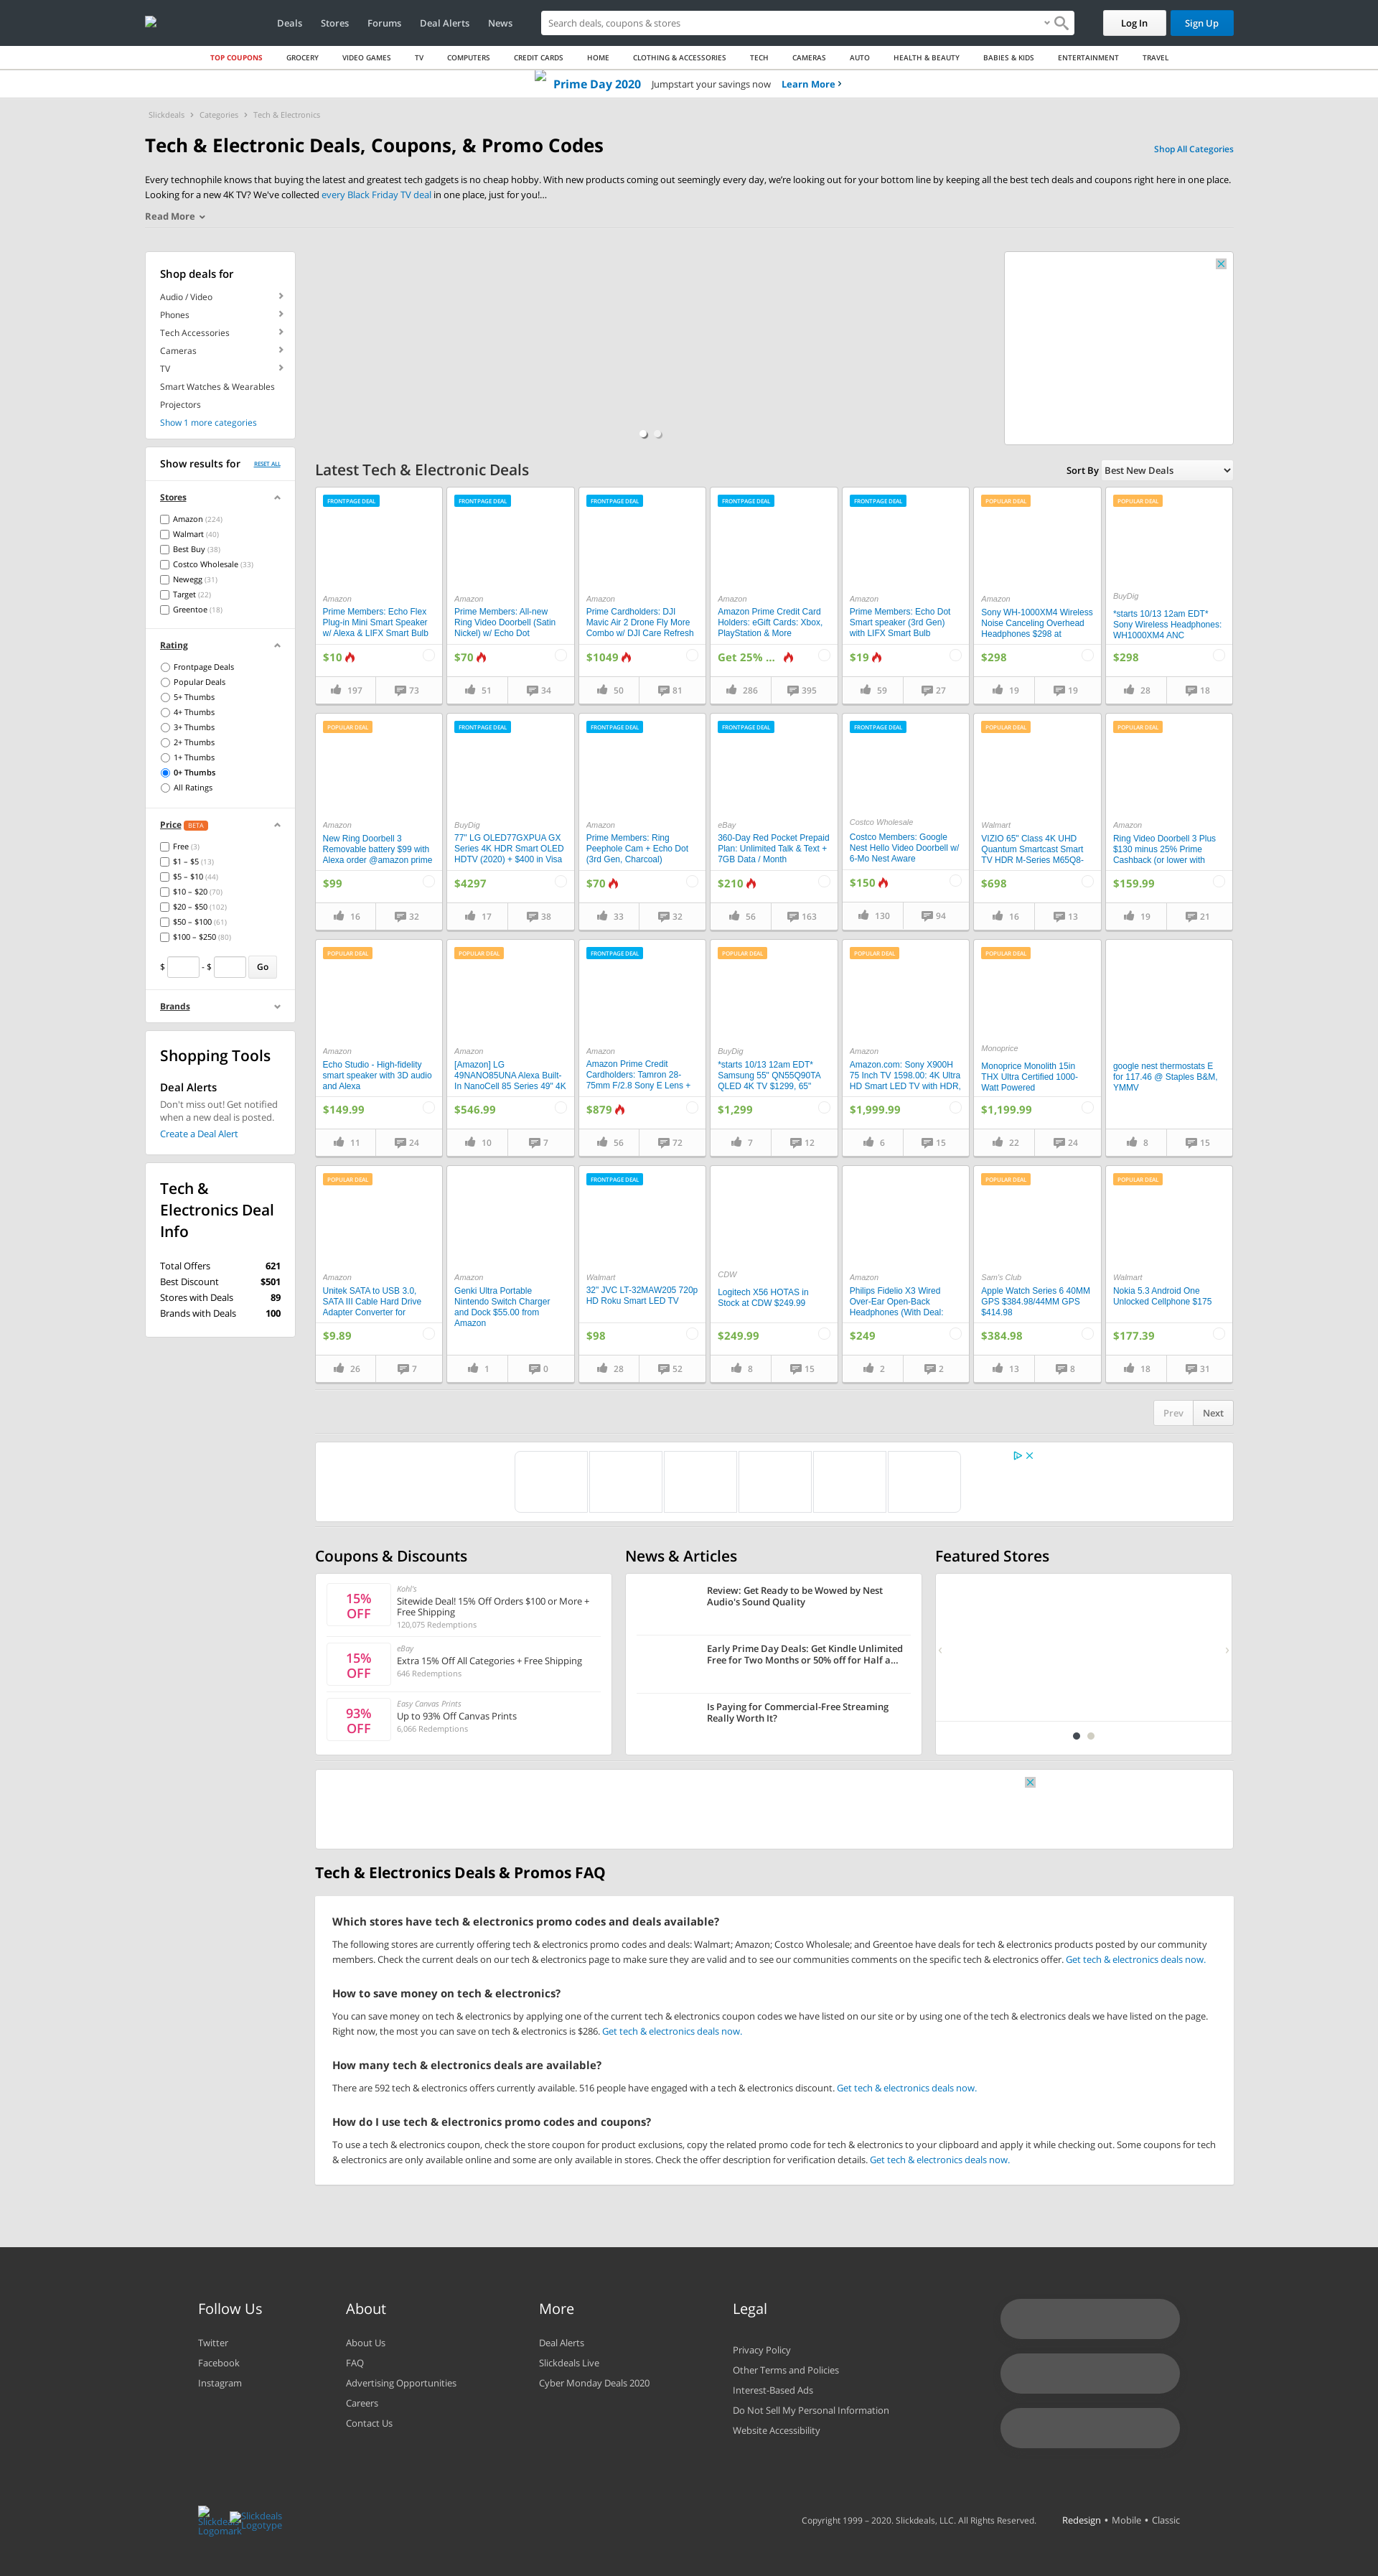 Deals Stores Forums Deal Alerts News
Search deals, coupons & stores
Log In Sign Up
TOP COUPONS GROCERY VIDEO GAMES TV COMPUTERS CREDIT CARDS HOME CLOTHING & ACCESSORIES TECH CAMERAS AUTO HEALTH & BEAUTY BABIES & KIDS ENTERTAINMENT TRAVEL
Prime Day 2020 Jumpstart your savings now Learn More
Slickdeals Categories Tech & Electronics
Tech & Electronic Deals, Coupons, & Promo Codes
Shop All Categories
Every technophile knows that buying the latest and greatest tech gadgets is no cheap hobby. With new products coming out seemingly every day, we're looking out for your bottom line by keeping all the best tech deals and coupons right here in one place.
Looking for a new 4K TV? We've collected every Black Friday TV deal in one place, just for you!...
Read More
Shop deals for
Audio / Video
Phones
Tech Accessories
Cameras
TV
Smart Watches & Wearables
Projectors
Show 1 more categories
Show results for RESET ALL
Stores
Amazon (224)
Walmart (40)
Best Buy (38)
Costco Wholesale (33)
Newegg (31)
Target (22)
Greentoe (18)
Rating
Frontpage Deals
Popular Deals
5+ Thumbs
4+ Thumbs
3+ Thumbs
2+ Thumbs
1+ Thumbs
0+ Thumbs
All Ratings
Price BETA
Free (3)
$1 – $5 (13)
$5 – $10 (44)
$10 – $20 (70)
$20 – $50 (102)
$50 – $100 (61)
$100 – $250 (80)
$ - $ Go
Brands
Shopping Tools
Deal Alerts
Don't miss out! Get notified
when a new deal is posted.
Create a Deal Alert
Tech &
Electronics Deal
Info
Total Offers 621
Best Discount $501
Stores with Deals 89
Brands with Deals 100
Latest Tech & Electronic Deals
Sort By Best New Deals
FRONTPAGE DEAL
Amazon
Prime Members: Echo Flex
Plug-in Mini Smart Speaker
w/ Alexa & LIFX Smart Bulb
$10
197 73
FRONTPAGE DEAL
Amazon
Prime Members: All-new
Ring Video Doorbell (Satin
Nickel) w/ Echo Dot
$70
51 34
FRONTPAGE DEAL
Amazon
Prime Cardholders: DJI
Mavic Air 2 Drone Fly More
Combo w/ DJI Care Refresh
$1049
50 81
FRONTPAGE DEAL
Amazon
Amazon Prime Credit Card
Holders: eGift Cards: Xbox,
PlayStation & More
Get 25% ...
286 395
FRONTPAGE DEAL
Amazon
Prime Members: Echo Dot
Smart speaker (3rd Gen)
with LIFX Smart Bulb
$19
59 27
POPULAR DEAL
Amazon
Sony WH-1000XM4 Wireless
Noise Canceling Overhead
Headphones $298 at
$298
19 19
POPULAR DEAL
BuyDig
*starts 10/13 12am EDT*
Sony Wireless Headphones:
WH1000XM4 ANC
$298
28 18
POPULAR DEAL
Amazon
New Ring Doorbell 3
Removable battery $99 with
Alexa order @amazon prime
$99
16 32
FRONTPAGE DEAL
BuyDig
77" LG OLED77GXPUA GX
Series 4K HDR Smart OLED
HDTV (2020) + $400 in Visa
$4297
17 38
FRONTPAGE DEAL
Amazon
Prime Members: Ring
Peephole Cam + Echo Dot
(3rd Gen, Charcoal)
$70
33 32
FRONTPAGE DEAL
eBay
360-Day Red Pocket Prepaid
Plan: Unlimited Talk & Text +
7GB Data / Month
$210
56 163
FRONTPAGE DEAL
Costco Wholesale
Costco Members: Google
Nest Hello Video Doorbell w/
6-Mo Nest Aware
$150
130 94
POPULAR DEAL
Walmart
VIZIO 65" Class 4K UHD
Quantum Smartcast Smart
TV HDR M-Series M65Q8-
$698
16 13
POPULAR DEAL
Amazon
Ring Video Doorbell 3 Plus
$130 minus 25% Prime
Cashback (or lower with
$159.99
19 21
POPULAR DEAL
Amazon
Echo Studio - High-fidelity
smart speaker with 3D audio
and Alexa
$149.99
11 24
POPULAR DEAL
Amazon
[Amazon] LG
49NANO85UNA Alexa Built-
In NanoCell 85 Series 49" 4K
$546.99
10 7
FRONTPAGE DEAL
Amazon
Amazon Prime Credit
Cardholders: Tamron 28-
75mm F/2.8 Sony E Lens +
$879
56 72
POPULAR DEAL
BuyDig
*starts 10/13 12am EDT*
Samsung 55" QN55Q90TA
QLED 4K TV $1299, 65"
$1,299
7 12
POPULAR DEAL
Amazon
Amazon.com: Sony X900H
75 Inch TV 1598.00: 4K Ultra
HD Smart LED TV with HDR,
$1,999.99
6 15
POPULAR DEAL
Monoprice
Monoprice Monolith 15in
THX Ultra Certified 1000-
Watt Powered
$1,199.99
22 24
google nest thermostats E
for 117.46 @ Staples B&M,
YMMV
8 15
POPULAR DEAL
Amazon
Unitek SATA to USB 3.0,
SATA III Cable Hard Drive
Adapter Converter for
$9.89
26 7
Amazon
Genki Ultra Portable
Nintendo Switch Charger
and Dock $55.00 from
Amazon
1 0
FRONTPAGE DEAL
Walmart
32" JVC LT-32MAW205 720p
HD Roku Smart LED TV
$98
28 52
CDW
Logitech X56 HOTAS in
Stock at CDW $249.99
$249.99
8 15
Amazon
Philips Fidelio X3 Wired
Over-Ear Open-Back
Headphones (With Deal:
$249
2 2
POPULAR DEAL
Sam's Club
Apple Watch Series 6 40MM
GPS $384.98/44MM GPS
$414.98
$384.98
13 8
POPULAR DEAL
Walmart
Nokia 5.3 Android One
Unlocked Cellphone $175
$177.39
18 31
Prev Next
Coupons & Discounts
15%
OFF
Kohl's
Sitewide Deal! 15% Off Orders $100 or More +
Free Shipping
120,075 Redemptions
15%
OFF
eBay
Extra 15% Off All Categories + Free Shipping
646 Redemptions
93%
OFF
Easy Canvas Prints
Up to 93% Off Canvas Prints
6,066 Redemptions
News & Articles
Review: Get Ready to be Wowed by Nest
Audio's Sound Quality
Early Prime Day Deals: Get Kindle Unlimited
Free for Two Months or 50% off for Half a...
Is Paying for Commercial-Free Streaming
Really Worth It?
Featured Stores
Tech & Electronics Deals & Promos FAQ
Which stores have tech & electronics promo codes and deals available?
The following stores are currently offering tech & electronics promo codes and deals: Walmart; Amazon; Costco Wholesale; and Greentoe have deals for tech & electronics products posted by our community
members. Check the current deals on our tech & electronics page to make sure they are valid and to see our communities comments on the specific tech & electronics offer. Get tech & electronics deals now.
How to save money on tech & electronics?
You can save money on tech & electronics by applying one of the current tech & electronics coupon codes we have listed on our site or by using one of the tech & electronics deals we have listed on the page.
Right now, the most you can save on tech & electronics is $286. Get tech & electronics deals now.
How many tech & electronics deals are available?
There are 592 tech & electronics offers currently available. 516 people have engaged with a tech & electronics discount. Get tech & electronics deals now.
How do I use tech & electronics promo codes and coupons?
To use a tech & electronics coupon, check the store coupon for product exclusions, copy the related promo code for tech & electronics to your clipboard and apply it while checking out. Some coupons for tech
& electronics are only available online and some are only available in stores. Check the offer description for verification details. Get tech & electronics deals now.
Follow Us
Twitter
Facebook
Instagram
About
About Us
FAQ
Advertising Opportunities
Careers
Contact Us
More
Deal Alerts
Slickdeals Live
Cyber Monday Deals 2020
Legal
Privacy Policy
Other Terms and Policies
Interest-Based Ads
Do Not Sell My Personal Information
Website Accessibility
Slickdeals
Logomark
Slickdeals
Logotype
Copyright 1999 – 2020. Slickdeals, LLC. All Rights Reserved.
Redesign • Mobile • Classic